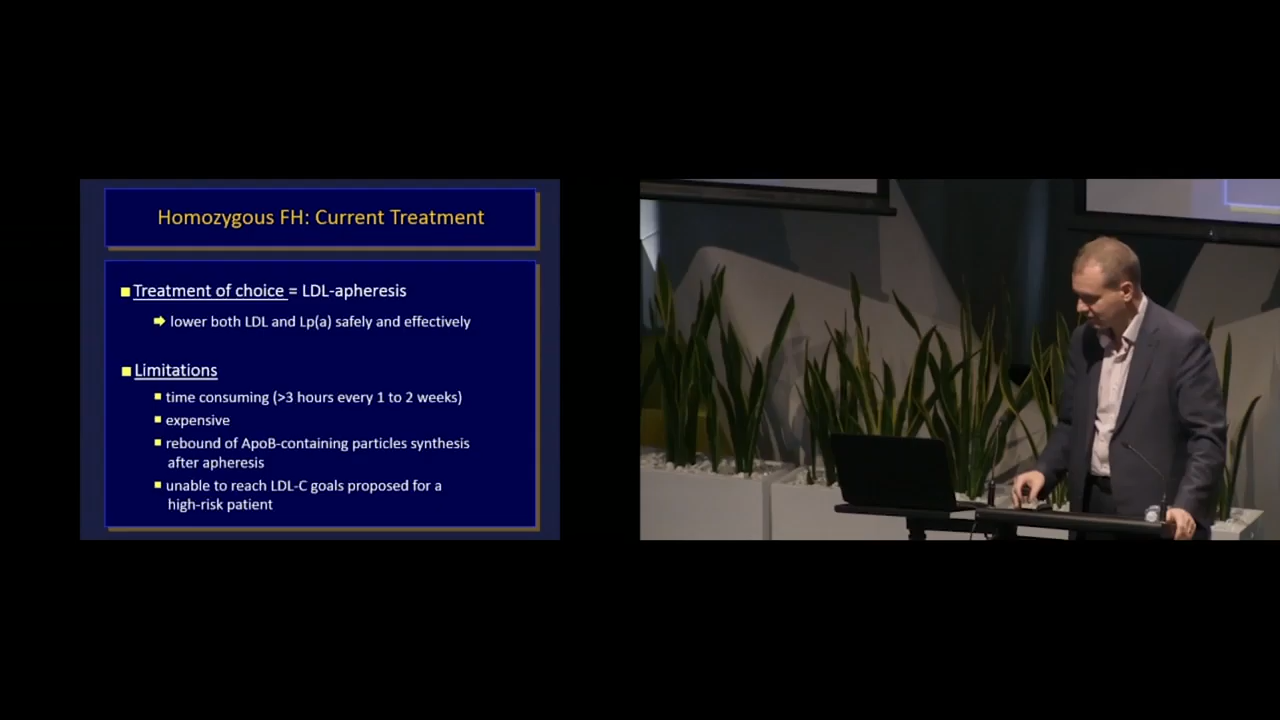 Homozygous FH: Current Treatment
Treatment of choice = LDL-apheresis
lower both LDL and Lp(a) safely and effectively
Limitations
time consuming (>3 hours every 1 to 2 weeks)
expensive
rebound of ApoB-containing particles synthesis
after apheresis
unable to reach LDL-C goals proposed for a
high-risk patient